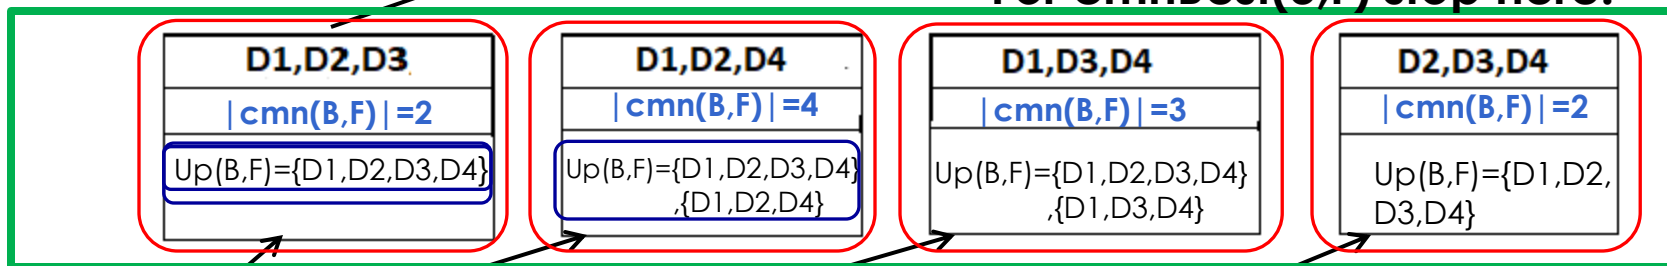 D1,D2,D3
|cmn(B,F)|=2
Up(B,F)={D1,D2,D3,D4}
D1,D2,D4
|cmn(B,F)|=4
Up(B,F)={D1,D2,D3,D4}
,{D1,D2,D4}
D1,D3,D4
|cmn(B,F)|=3
Up(B,F)={D1,D2,D3,D4}
,{D1,D3,D4}
D2,D3,D4
|cmn(B,F)|=2
Up(B,F)={D1,D2,
D3,D4}